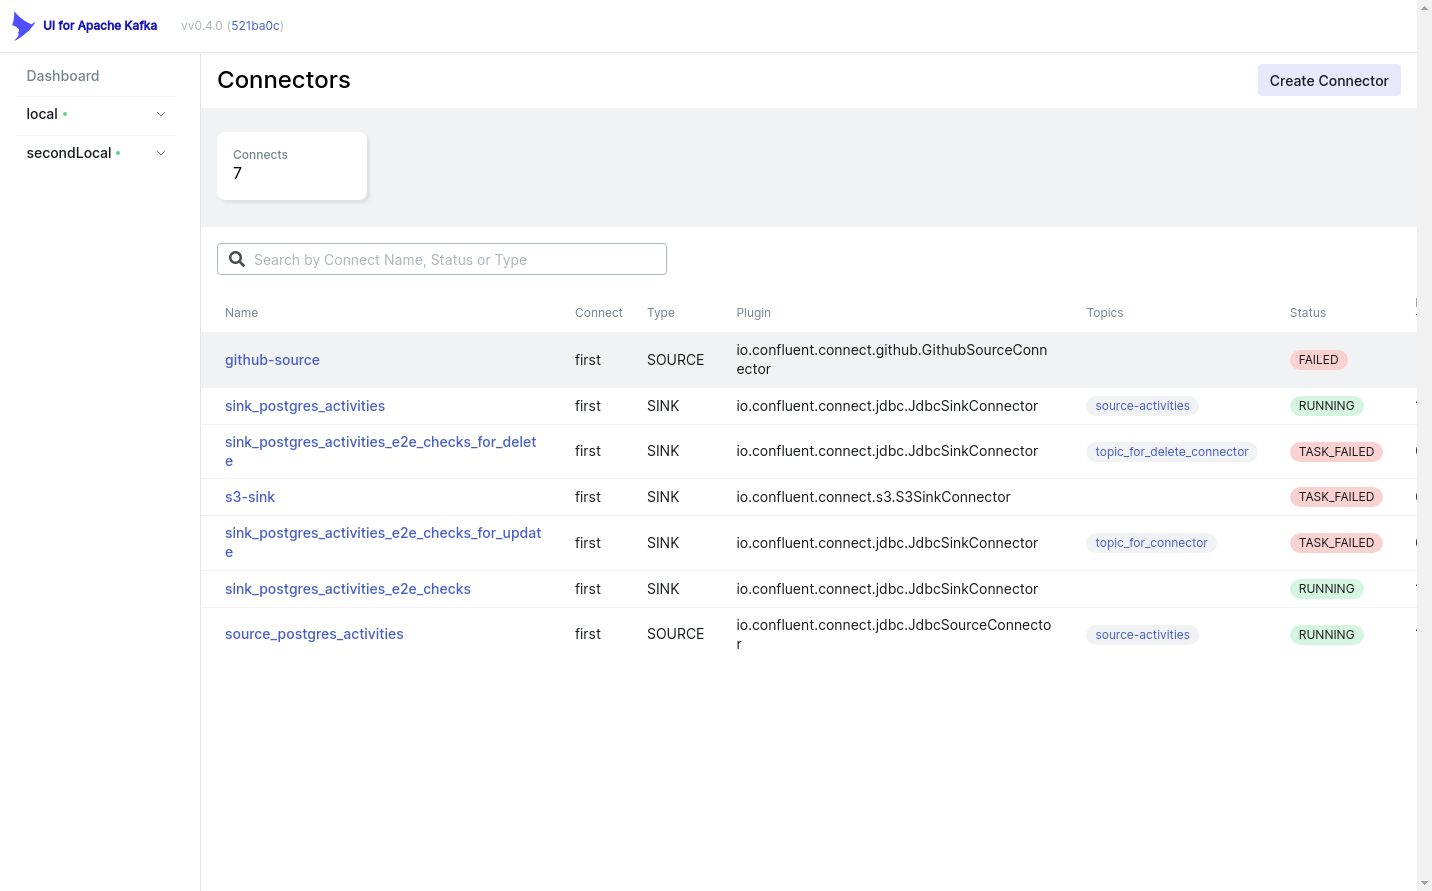 UI for Apache Kafka vv0.4.0 (521ba0c)
Dashboard
local
secondLocal
Connectors
Create Connector
Connects
7
Search by Connect Name, Status or Type
Name Connect Type Plugin Topics Status
github-source first SOURCE io.confluent.connect.github.GithubSourceConn
ector FAILED
sink_postgres_activities first SINK io.confluent.connect.jdbc.JdbcSinkConnector source-activities RUNNING
sink_postgres_activities_e2e_checks_for_delet
e first SINK io.confluent.connect.jdbc.JdbcSinkConnector topic_for_delete_connector TASK_FAILED
s3-sink first SINK io.confluent.connect.s3.S3SinkConnector TASK_FAILED
sink_postgres_activities_e2e_checks_for_updat
e first SINK io.confluent.connect.jdbc.JdbcSinkConnector topic_for_connector TASK_FAILED
sink_postgres_activities_e2e_checks first SINK io.confluent.connect.jdbc.JdbcSinkConnector RUNNING
source_postgres_activities first SOURCE io.confluent.connect.jdbc.JdbcSourceConnecto
r source-activities RUNNING